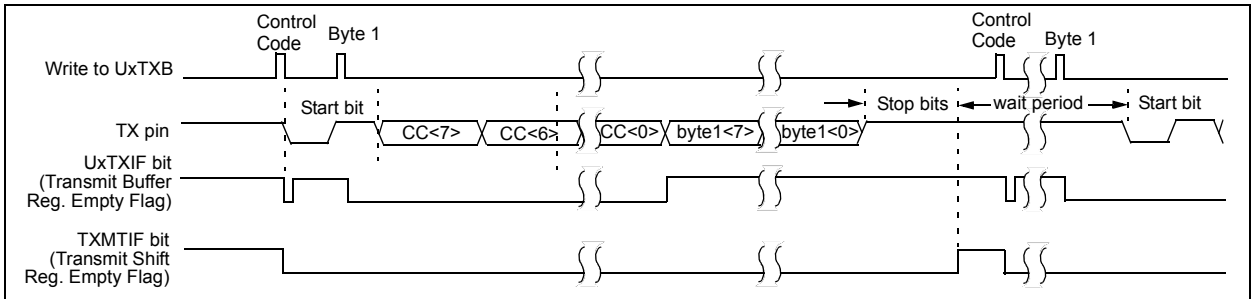 Control
Code
Byte 1
Control
Code
Byte 1
Write to UxTXB
Start bit
Stop bits
wait period
Start bit
TX pin
CC<7>
CC<6>
CC<0>
byte1<7>
byte1<0>
UxTXIF bit
(Transmit Buffer
Reg. Empty Flag)
TXMTIF bit
(Transmit Shift
Reg. Empty Flag)